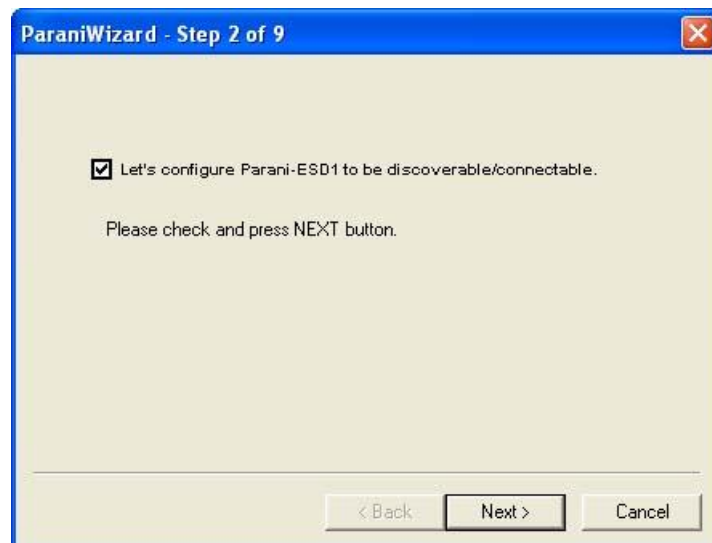 ParaniWizard - Step 2 of 9
Let's configure Parani-ESD1 to be discoverable/connectable.
Please check and press NEXT button.
< Back
Next >
Cancel